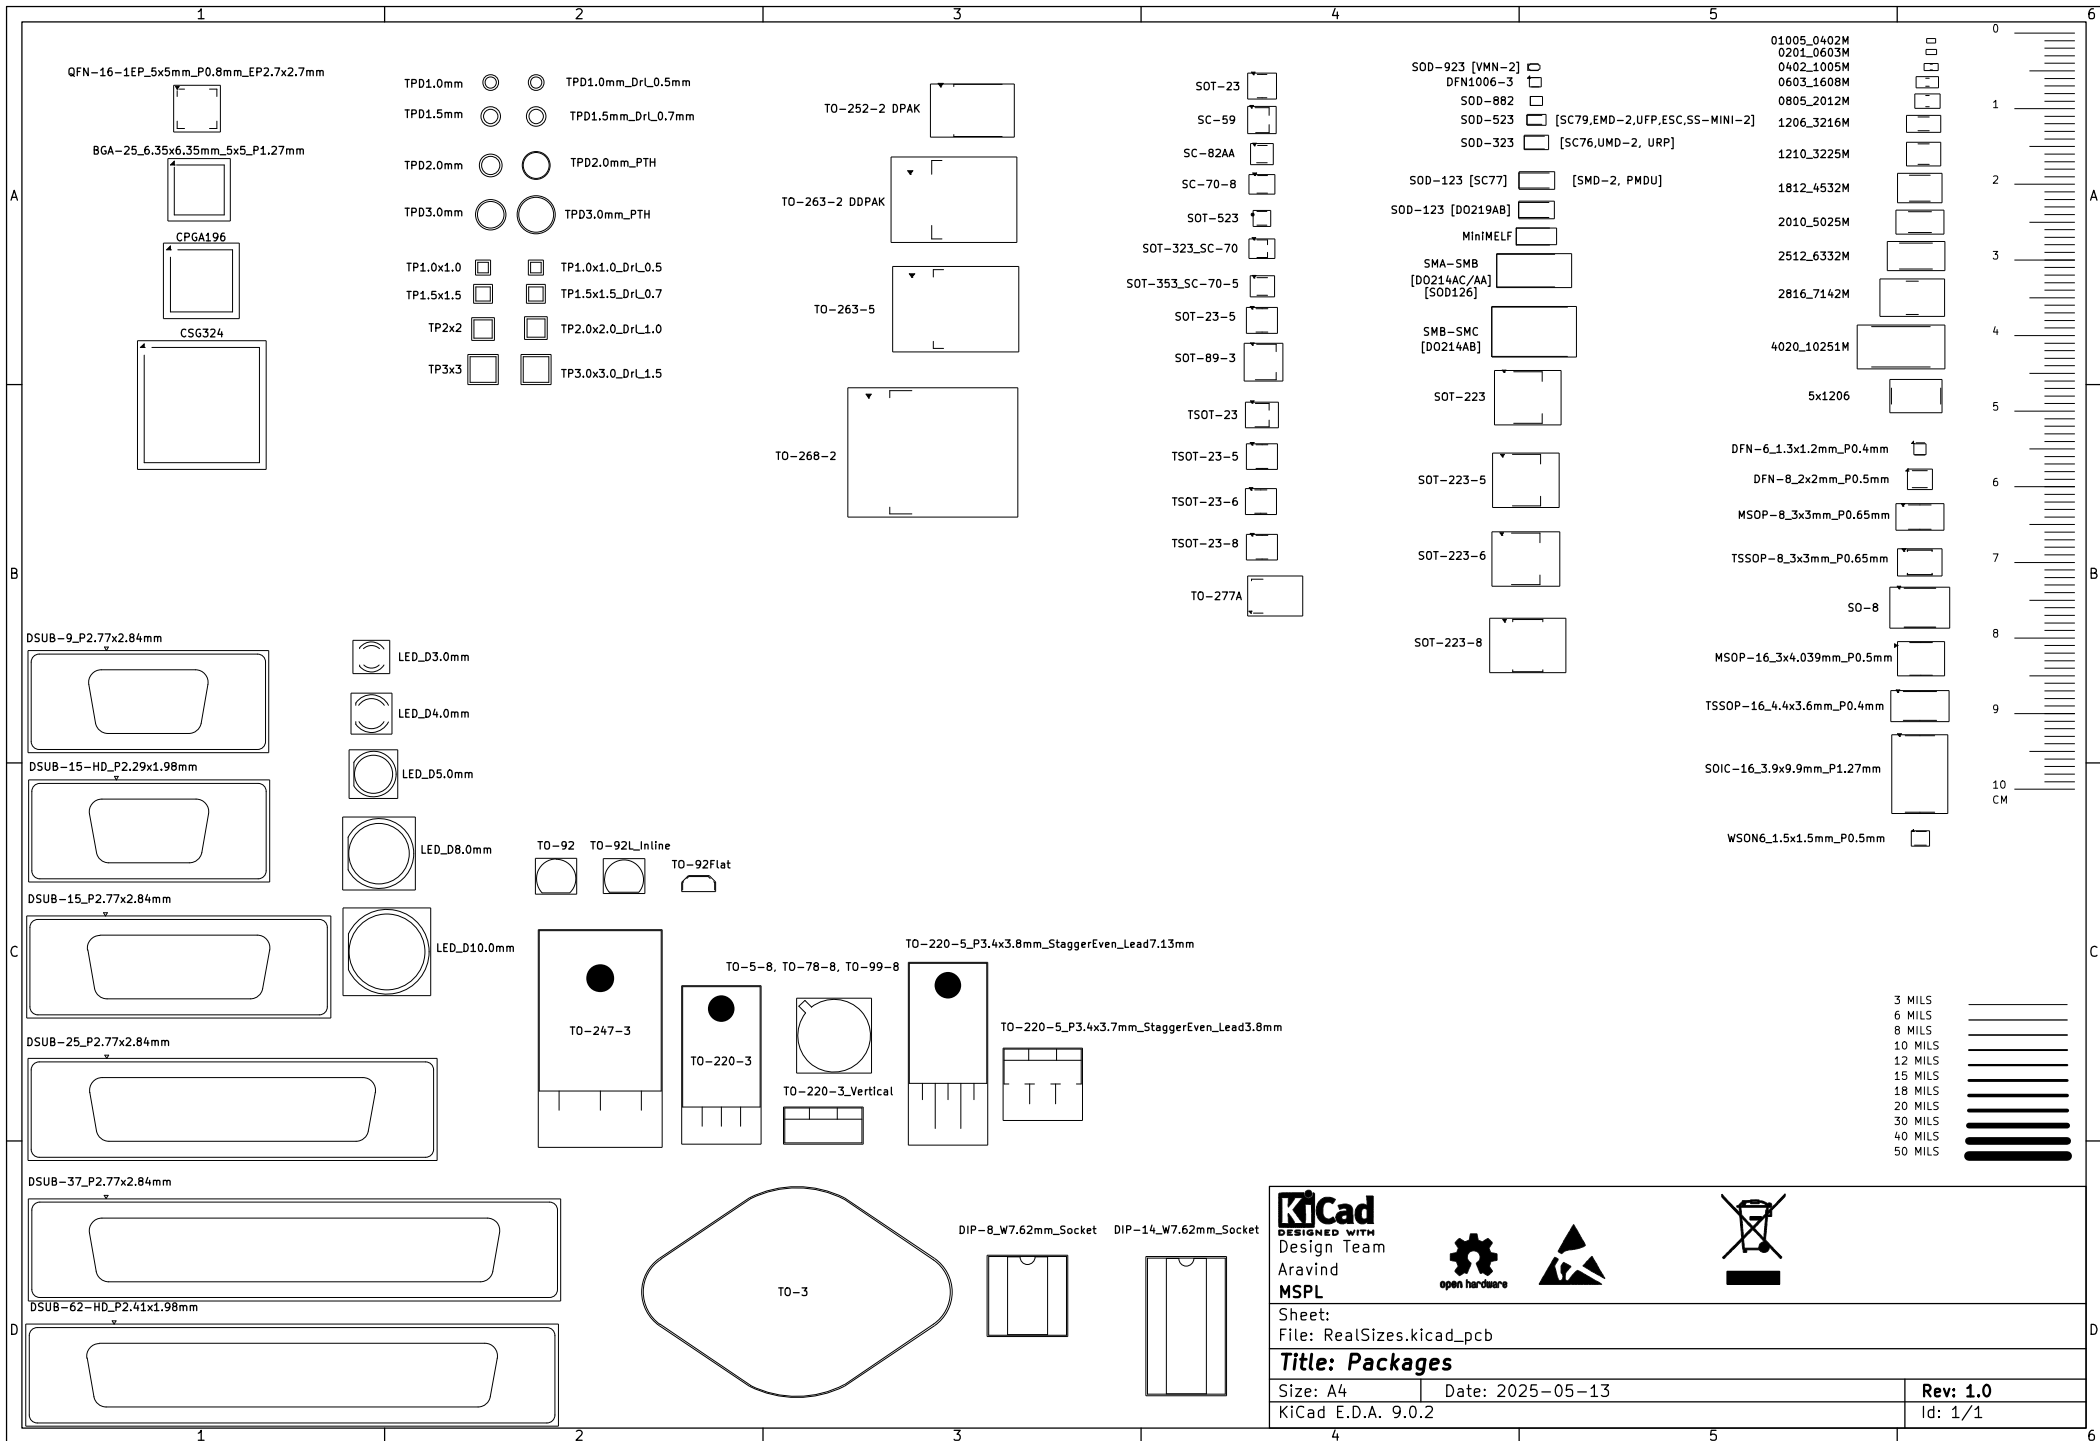 1 2 3 4 5 6
QFN-16-1EP_5x5mm_P0.8mm_EP2.7x2.7mm
BGA-25_6.35x6.35mm_5x5_P1.27mm
CPGA196
CSG324
TPD1.0mm
TPD1.0mm_Drl_0.5mm
TPD1.5mm
TPD1.5mm_Drl_0.7mm
TPD2.0mm
TPD2.0mm_PTH
TPD3.0mm
TPD3.0mm_PTH
TP1.0x1.0
TP1.0x1.0_Drl_0.5
TP1.5x1.5
TP1.5x1.5_Drl_0.7
TP2x2
TP2.0x2.0_Drl_1.0
TP3x3
TP3.0x3.0_Drl_1.5
TO-252-2 DPAK
TO-263-2 DDPAK
TO-263-5
TO-268-2
SOT-23
SC-59
SC-82AA
SC-70-8
SOT-523
SOT-323_SC-70
SOT-353_SC-70-5
SOT-23-5
SOT-89-3
TSOT-23
TSOT-23-5
TSOT-23-6
TSOT-23-8
TO-277A
SOD-923 [VMN-2]
DFN1006-3
SOD-882
SOD-523
[SC79,EMD-2,UFP,ESC,SS-MINI-2]
SOD-323
[SC76,UMD-2, URP]
SOD-123 [SC77]
[SMD-2, PMDU]
SOD-123 [DO219AB]
MiniMELF
SMA-SMB
[DO214AC/AA]
[SOD126]
SMB-SMC
[DO214AB]
SOT-223
SOT-223-5
SOT-223-6
SOT-223-8
01005_0402M
0201_0603M
0402_1005M
0603_1608M
0805_2012M
1206_3216M
1210_3225M
1812_4532M
2010_5025M
2512_6332M
2816_7142M
4020_10251M
5x1206
DFN-6_1.3x1.2mm_P0.4mm
DFN-8_2x2mm_P0.5mm
MSOP-8_3x3mm_P0.65mm
TSSOP-8_3x3mm_P0.65mm
SO-8
MSOP-16_3x4.039mm_P0.5mm
TSSOP-16_4.4x3.6mm_P0.4mm
SOIC-16_3.9x9.9mm_P1.27mm
WSON6_1.5x1.5mm_P0.5mm
0
1
2
3
4
5
6
7
8
9
10
CM
A
A
B
B
C
C
D
D
DSUB-9_P2.77x2.84mm
DSUB-15-HD_P2.29x1.98mm
DSUB-15_P2.77x2.84mm
DSUB-25_P2.77x2.84mm
DSUB-37_P2.77x2.84mm
DSUB-62-HD_P2.41x1.98mm
LED_D3.0mm
LED_D4.0mm
LED_D5.0mm
LED_D8.0mm
LED_D10.0mm
TO-92
TO-92L_Inline
TO-92Flat
TO-247-3
TO-220-3
TO-5-8, TO-78-8, TO-99-8
TO-220-3_Vertical
TO-220-5_P3.4x3.8mm_StaggerEven_Lead7.13mm
TO-220-5_P3.4x3.7mm_StaggerEven_Lead3.8mm
TO-3
DIP-8_W7.62mm_Socket
DIP-14_W7.62mm_Socket
3 MILS
6 MILS
8 MILS
10 MILS
12 MILS
15 MILS
18 MILS
20 MILS
30 MILS
40 MILS
50 MILS
KiCad
DESIGNED WITH
Design Team
Aravind
MSPL
open hardware
Sheet:
File: RealSizes.kicad_pcb
Title: Packages
Size: A4
Date: 2025-05-13
Rev: 1.0
KiCad E.D.A. 9.0.2
Id: 1/1
1 2 3 4 5 6